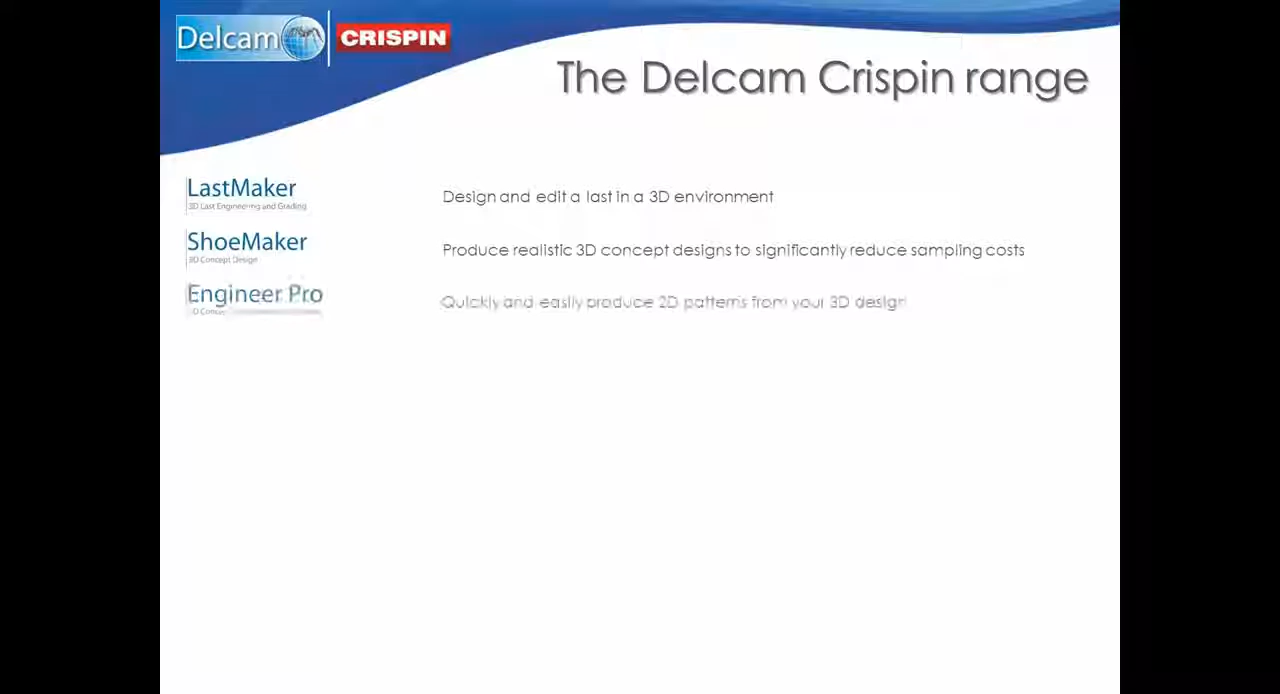 Delcam CRISPIN
The Delcam Crispin range
LastMaker
3D Last Engineering and Grading
Design and edit a last in a 3D environment
ShoeMaker
3D Concept Design
Produce realistic 3D concept designs to significantly reduce sampling costs
Engineer Pro
Quickly and easily produce 2D patterns from your 3D design